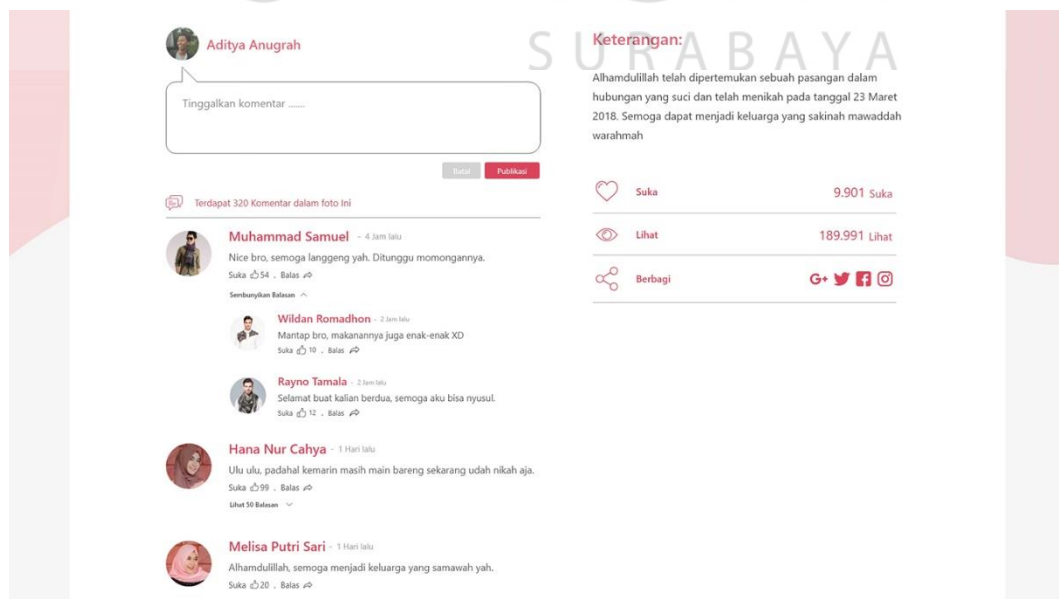 SURABAYA
Aditya Anugrah
Tinggalkan komentar .......
Batal
Publikasi
Terdapat 320 Komentar dalam foto Ini
Muhammad Samuel - 4 Jam lalu
Nice bro, semoga langgeng yah. Ditunggu momongannya.
Suka 54 . Balas
Sembunyikan Balasan
Wildan Romadhon - 2 Jam lalu
Mantap bro, makanannya juga enak-enak XD
Suka 10 . Balas
Rayno Tamala - 2 Jam lalu
Selamat buat kalian berdua, semoga aku bisa nyusul.
Suka 12 . Balas
Hana Nur Cahya - 1 Hari lalu
Ulu ulu, padahal kemarin masih main bareng sekarang udah nikah aja.
Suka 99 . Balas
Lihat 50 Balasan
Melisa Putri Sari - 1 Hari lalu
Alhamdulillah, semoga menjadi keluarga yang samawah yah.
Suka 20 . Balas
Keterangan:
Alhamdulillah telah dipertemukan sebuah pasangan dalam
hubungan yang suci dan telah menikah pada tanggal 23 Maret
2018. Semoga dapat menjadi keluarga yang sakinah mawaddah
warahmah
Suka 9.901 Suka
Lihat 189.991 Lihat
Berbagi G+